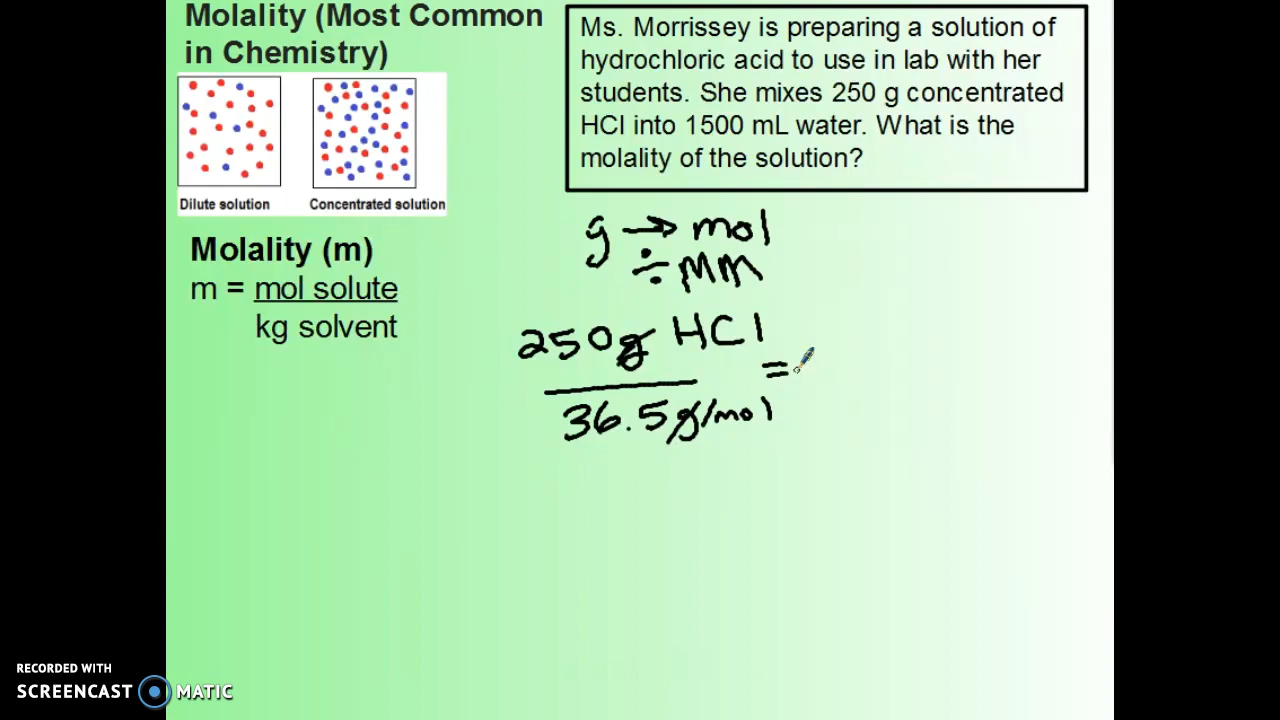 Molality (Most Common
in Chemistry)
Dilute solution
Concentrated solution
Molality (m)
m = mol solute
kg solvent
Ms. Morrissey is preparing a solution of
hydrochloric acid to use in lab with her
students. She mixes 250 g concentrated
HCl into 1500 mL water. What is the
molality of the solution?
g → mol
÷ MM
250g HCl
=
36.5g/mol
RECORDED WITH
SCREENCAST MATIC